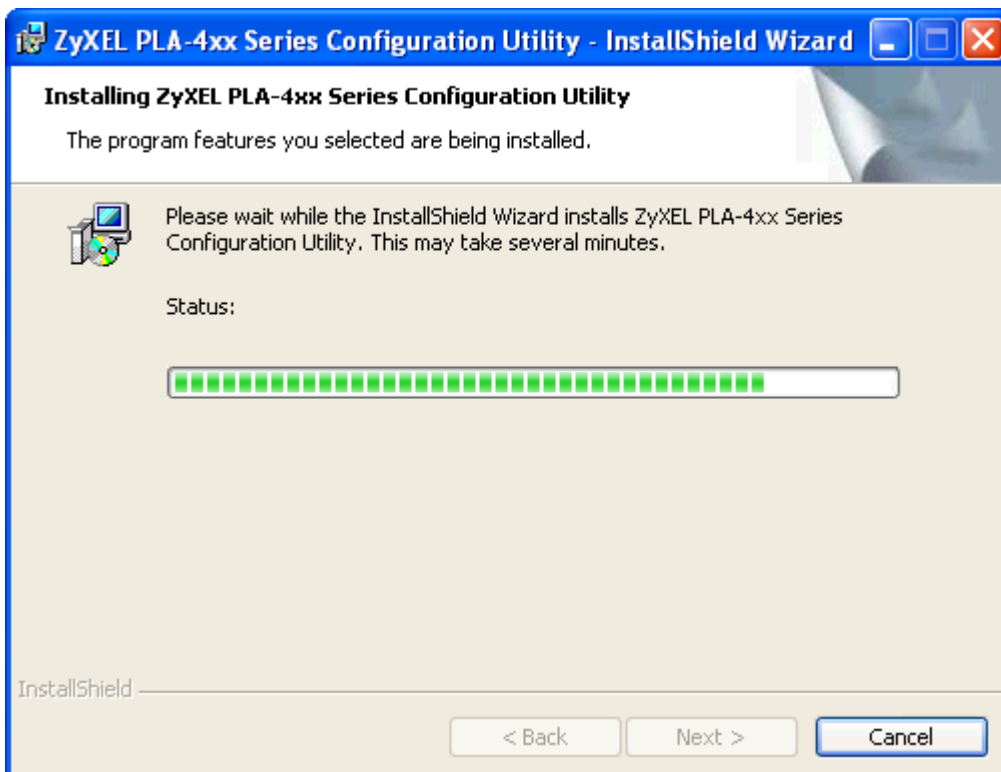 ZyXEL PLA-4xx Series Configuration Utility - InstallShield Wizard
Installing ZyXEL PLA-4xx Series Configuration Utility
The program features you selected are being installed.
Please wait while the InstallShield Wizard installs ZyXEL PLA-4xx Series
Configuration Utility. This may take several minutes.
Status:
InstallShield
< Back
Next >
Cancel